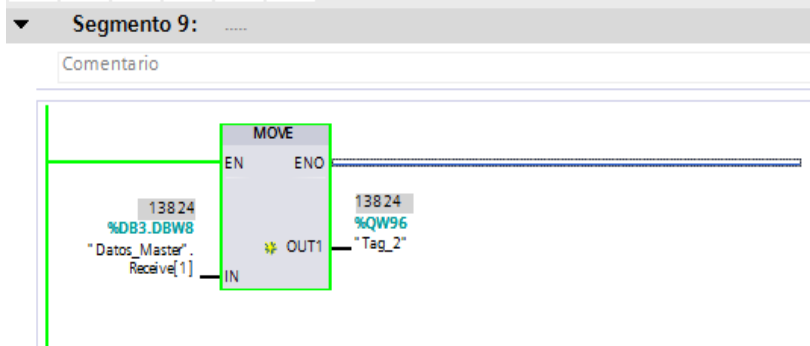 Segmento 9: .....
Comentario
MOVE
EN ENO
13824
%DB3.DBW8
"Datos_Master".
Receive[1]
IN
OUT1
13824
%QW96
"Tag_2"